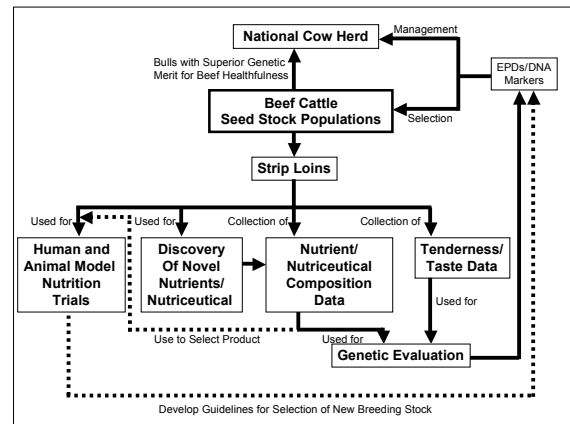 National Cow Herd
Management
Bulls with Superior Genetic
Merit for Beef Healthfulness
EPDs/DNA
Markers
Beef Cattle
Seed Stock Populations
Selection
Strip Loins
Used for
Used for
Collection of
Collection of
Human and
Animal Model
Nutrition
Trials
Discovery
Of Novel
Nutrients/
Nutriceutical
Nutrient/
Nutriceutical
Composition
Data
Tenderness/
Taste Data
Used for
Use to Select Product
Used for
Genetic Evaluation
Develop Guidelines for Selection of New Breeding Stock